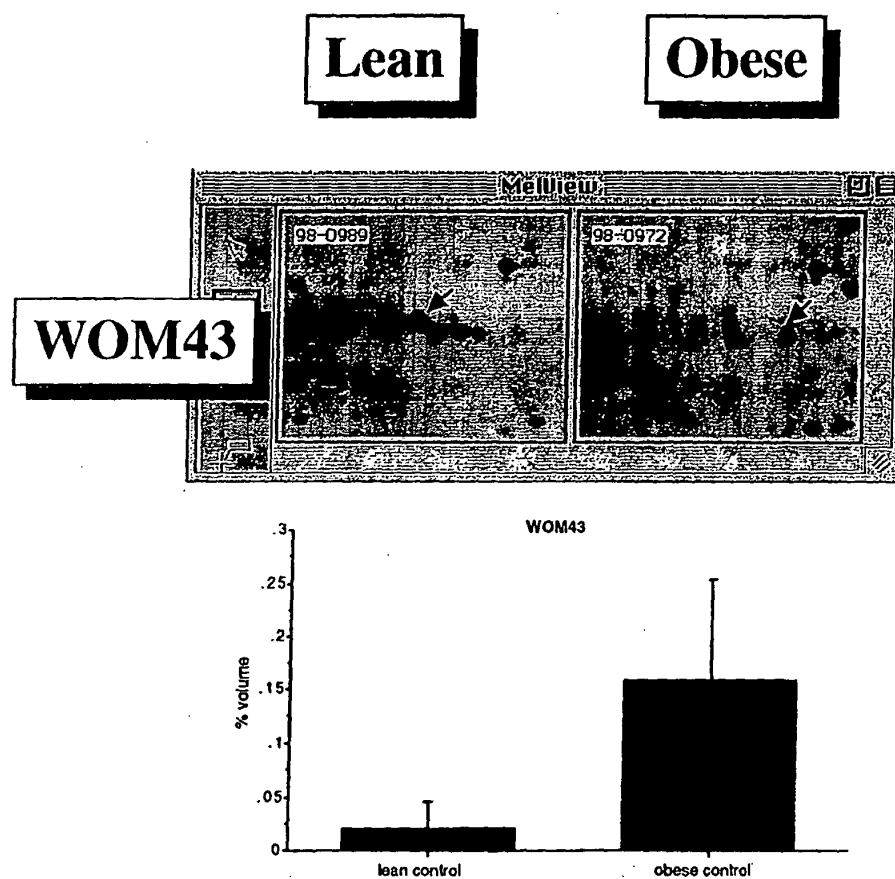 Lean
Obese
MelView
98-0989
98-0972
WOM43
WOM43
.3
.25
.2
.15
.1
.05
0
% volume
lean control
obese control